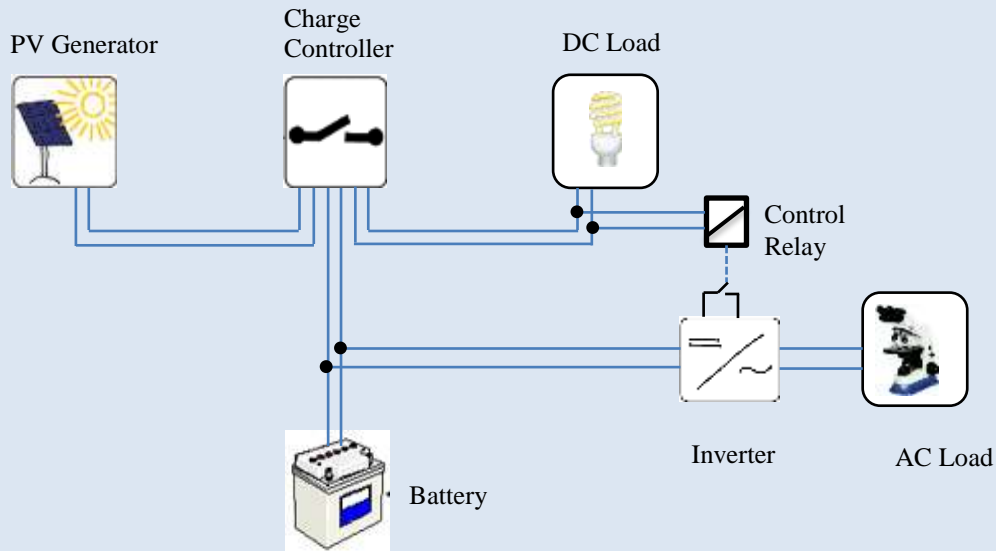 PV Generator
Charge
Controller
DC Load
Control
Relay
Inverter
AC Load
Battery